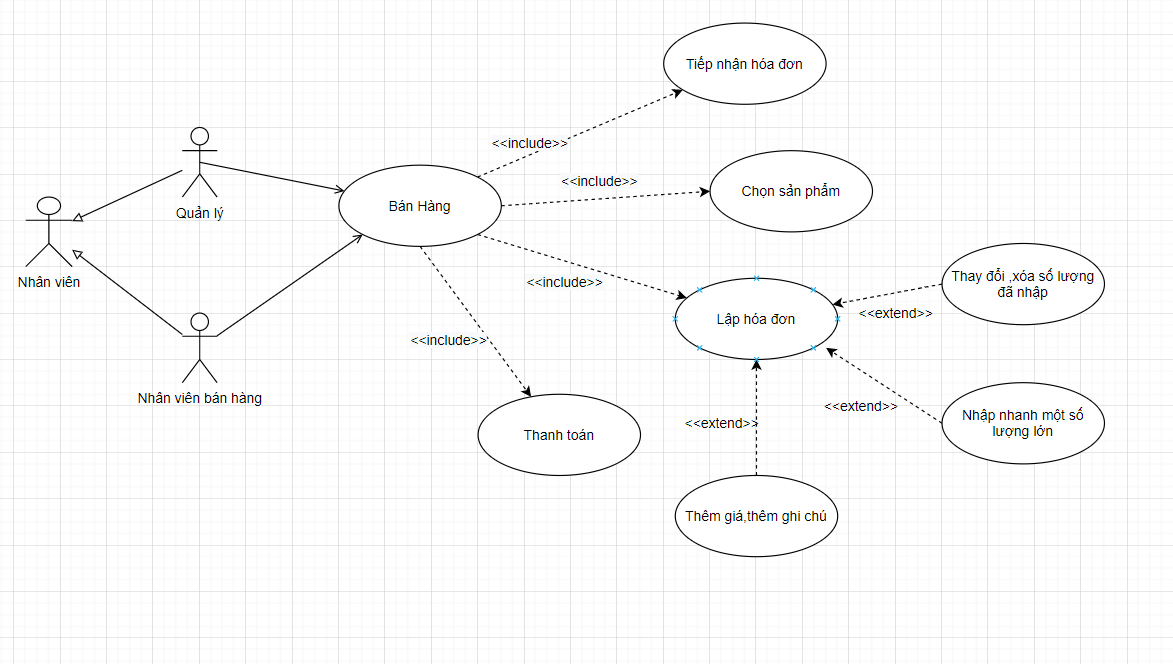 Tiếp nhận hóa đơn
<<include>>
<<include>>
Chọn sản phẩm
Quản lý
Bán Hàng
Nhân viên
<<include>>
Thay đổi ,xóa số lượng
đã nhập
<<extend>>
Lập hóa đơn
<<include>>
Nhân viên bán hàng
<<extend>>
Nhập nhanh một số
lượng lớn
<<extend>>
Thanh toán
Thêm giá,thêm ghi chú